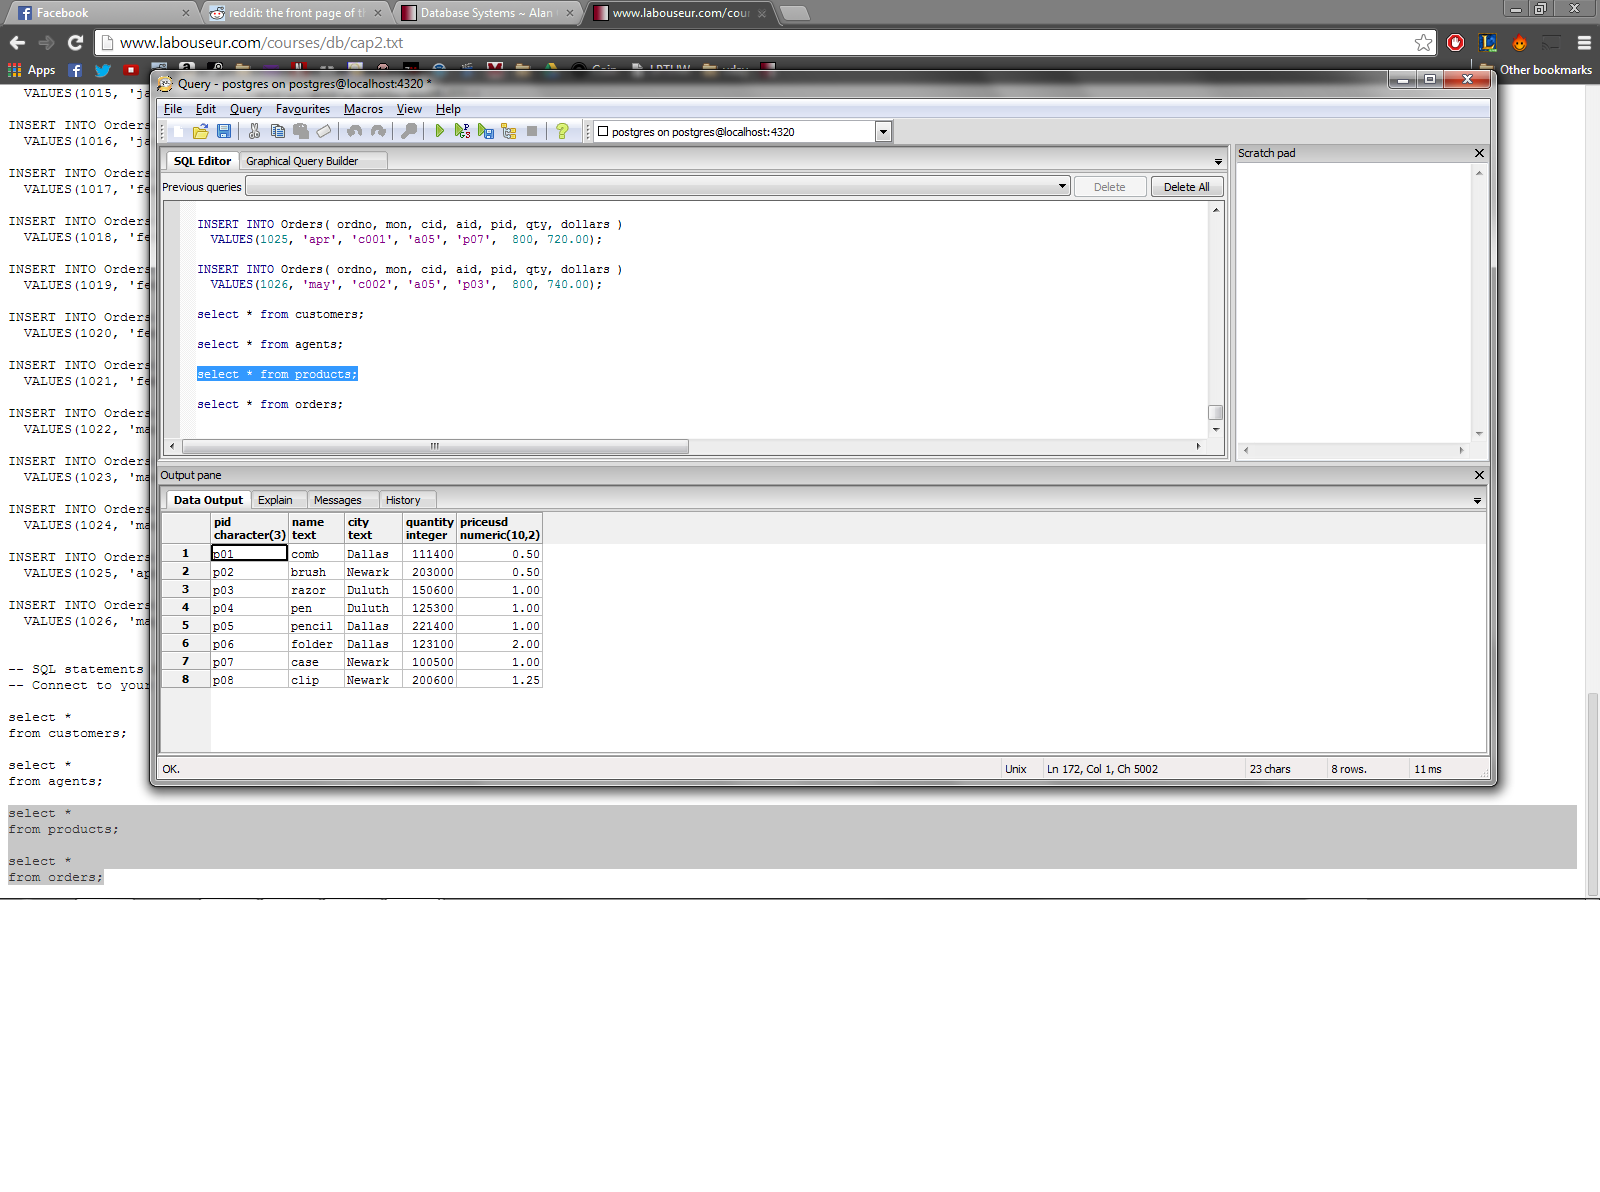 Facebook
reddit: the front page of t
Database Systems ~ Alan
www.labouseur.com/cour
www.labouseur.com/courses/db/cap2.txt
Apps
Other bookmarks
VALUES(1015, 'ja
INSERT INTO Orders
VALUES(1016, 'ja
INSERT INTO Orders
VALUES(1017, 'fe
INSERT INTO Orders
VALUES(1018, 'fe
INSERT INTO Orders
VALUES(1019, 'fe
INSERT INTO Orders
VALUES(1020, 'fe
INSERT INTO Orders
VALUES(1021, 'fe
INSERT INTO Orders
VALUES(1022, 'ma
INSERT INTO Orders
VALUES(1023, 'ma
INSERT INTO Orders
VALUES(1024, 'ma
INSERT INTO Orders
VALUES(1025, 'ap
INSERT INTO Orders
VALUES(1026, 'ma
-- SQL statements
-- Connect to your
select *
from customers;
select *
from agents;
select *
from products;
select *
from orders;
Query - postgres on postgres@localhost:4320 *
File Edit Query Favourites Macros View Help
postgres on postgres@localhost:4320
SQL Editor Graphical Query Builder
Previous queries Delete Delete All
INSERT INTO Orders( ordno, mon, cid, aid, pid, qty, dollars )
VALUES(1025, 'apr', 'c001', 'a05', 'p07', 800, 720.00);
INSERT INTO Orders( ordno, mon, cid, aid, pid, qty, dollars )
VALUES(1026, 'may', 'c002', 'a05', 'p03', 800, 740.00);
select * from customers;
select * from agents;
select * from products;
select * from orders;
Scratch pad
Output pane
Data Output Explain Messages History
pid name city quantity priceusd
character(3) text text integer numeric(10,2)
1 p01 comb Dallas 111400 0.50
2 p02 brush Newark 203000 0.50
3 p03 razor Duluth 150600 1.00
4 p04 pen Duluth 125300 1.00
5 p05 pencil Dallas 221400 1.00
6 p06 folder Dallas 123100 2.00
7 p07 case Newark 100500 1.00
8 p08 clip Newark 200600 1.25
OK. Unix Ln 172, Col 1, Ch 5002 23 chars 8 rows. 11 ms